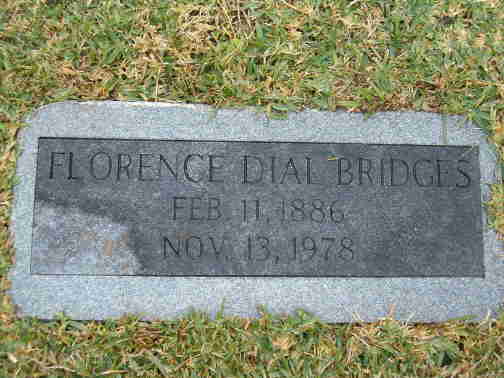 FLORENCE DIAL BRIDGES
FEB. 11, 1886
NOV. 13, 1978